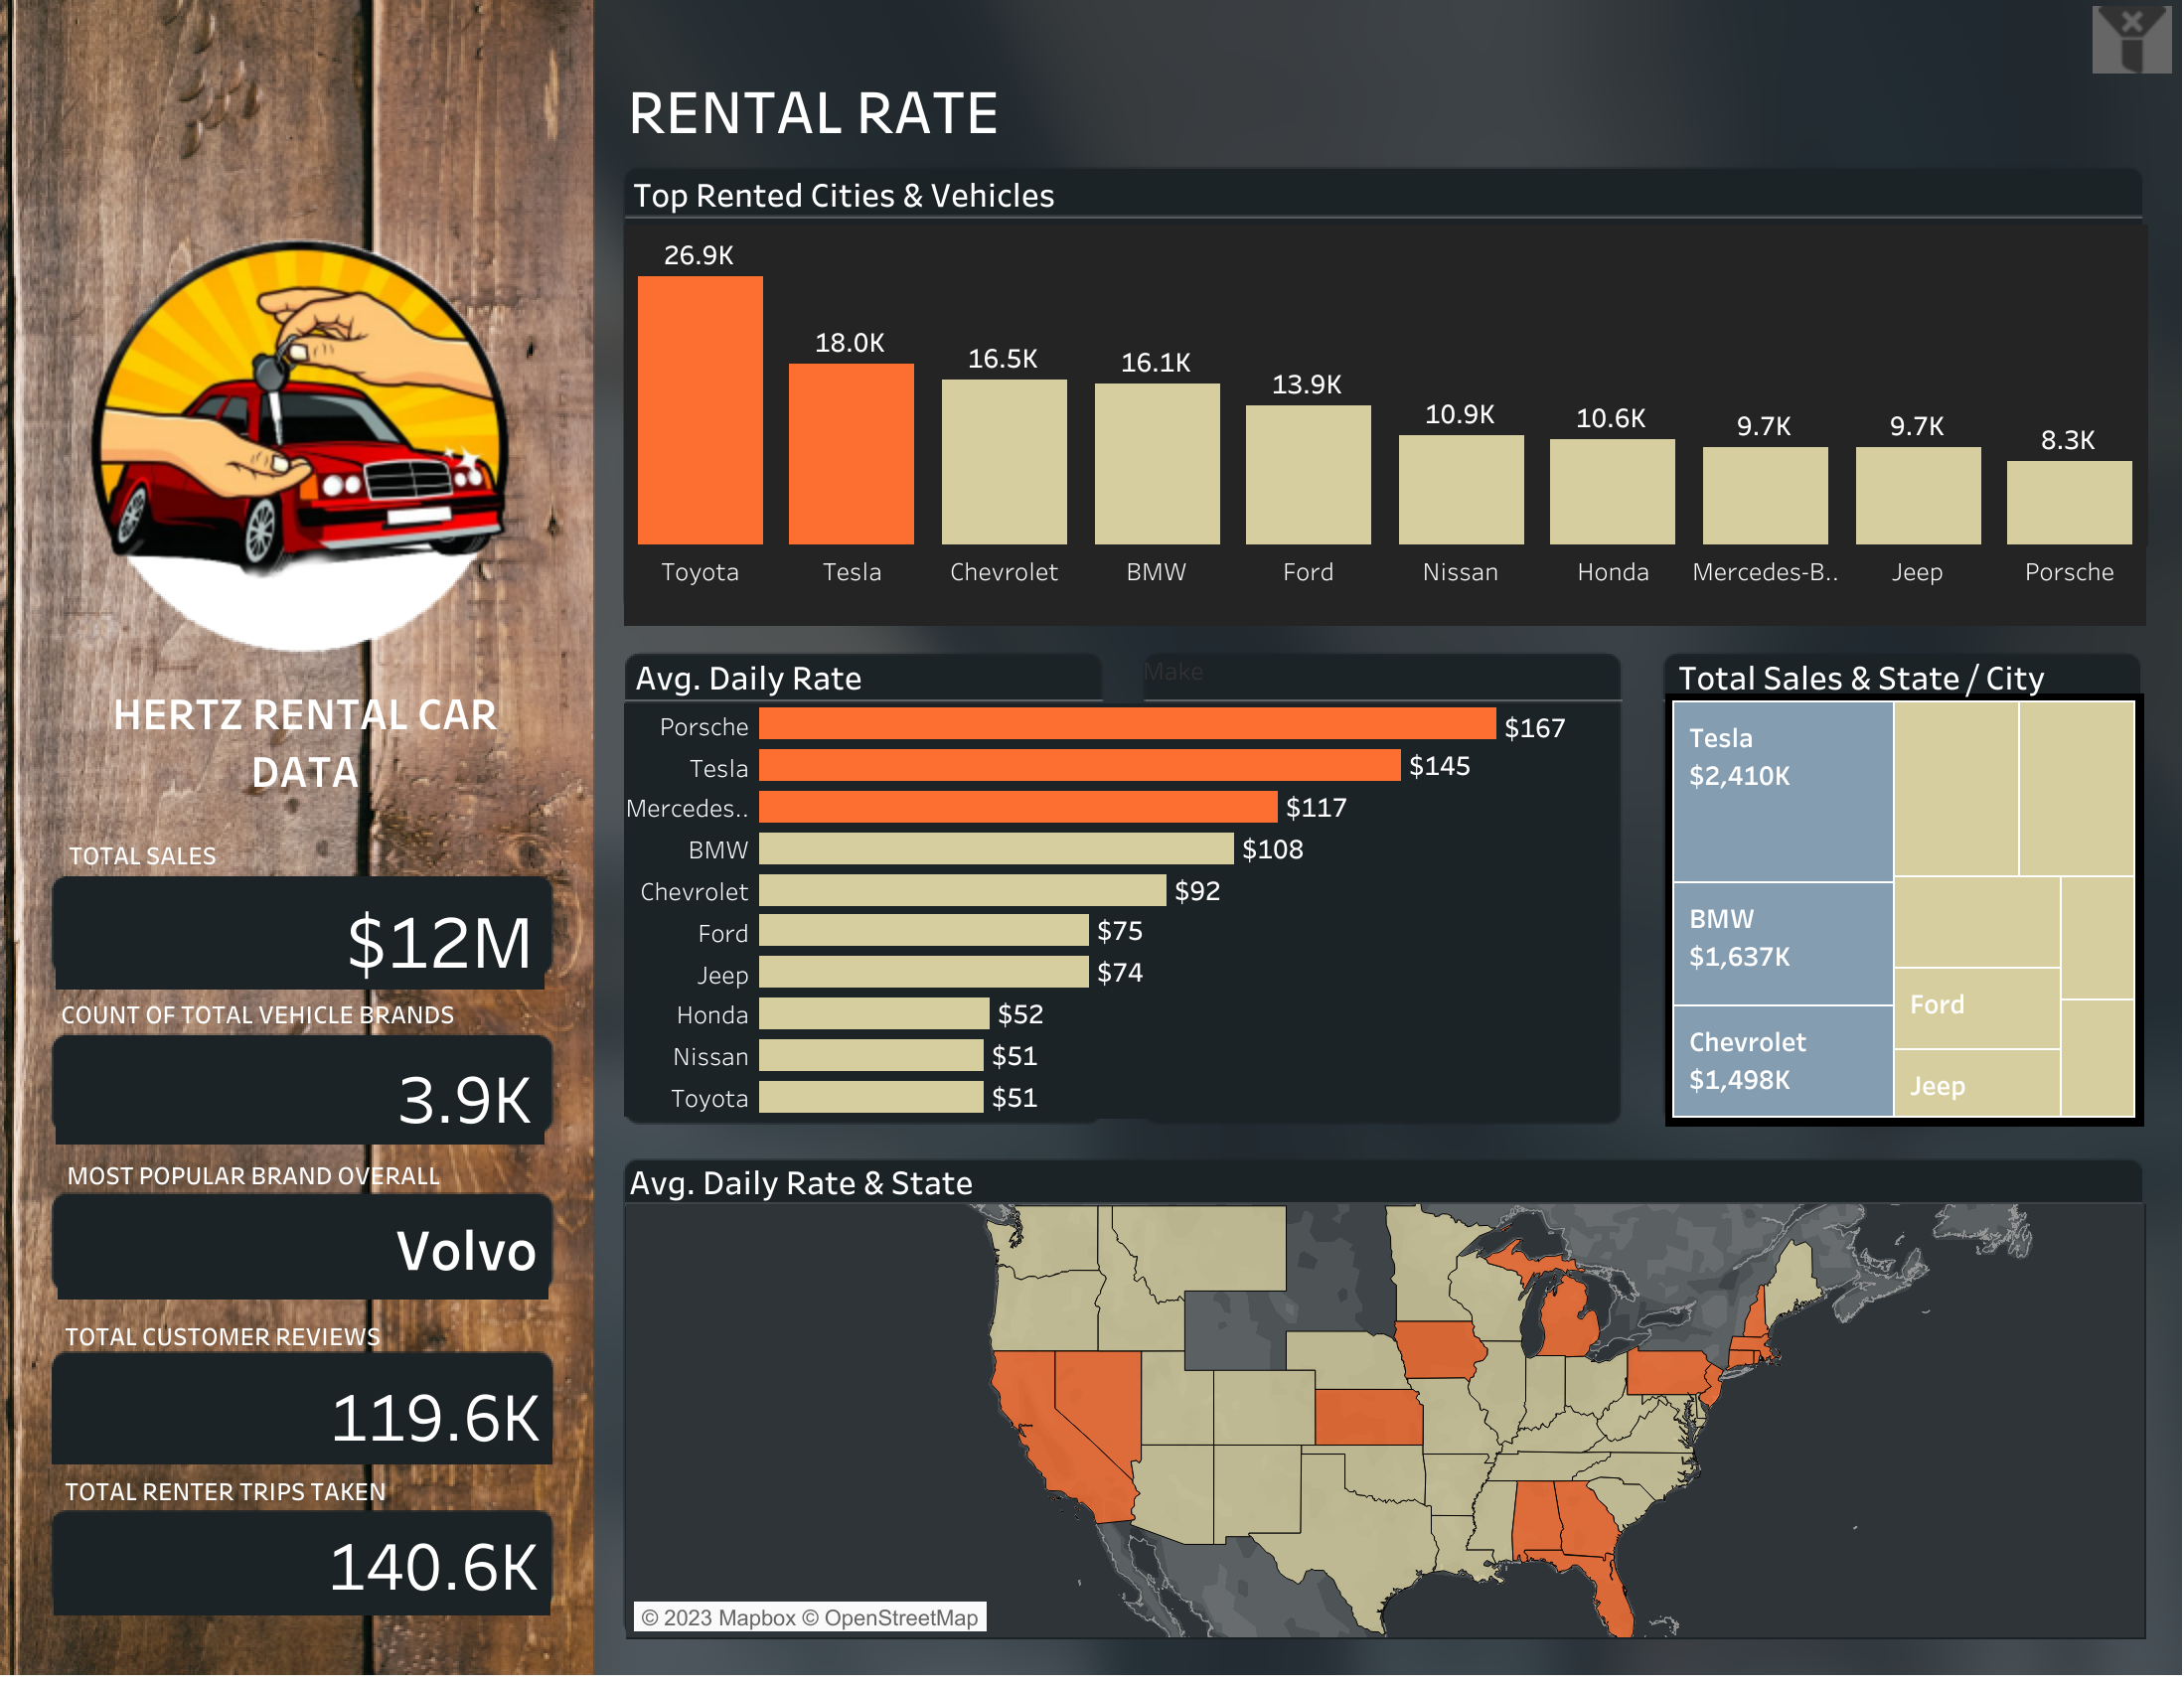 RENTAL RATE
Top Rented Cities & Vehicles
26.9K
18.0K
16.5K
16.1K
13.9K
10.9K
10.6K
9.7K
9.7K
8.3K
Toyota
Tesla
Chevrolet
BMW
Ford
Nissan
Honda
Mercedes-B..
Jeep
Porsche
HERTZ RENTAL CAR
DATA
TOTAL SALES
$12M
COUNT OF TOTAL VEHICLE BRANDS
3.9K
MOST POPULAR BRAND OVERALL
Volvo
TOTAL CUSTOMER REVIEWS
119.6K
TOTAL RENTER TRIPS TAKEN
140.6K
Avg. Daily Rate
Make
Porsche $167
Tesla $145
Mercedes.. $117
BMW $108
Chevrolet $92
Ford $75
Jeep $74
Honda $52
Nissan $51
Toyota $51
Total Sales & State / City
Tesla
$2,410K
BMW
$1,637K
Chevrolet
$1,498K
Ford
Jeep
Avg. Daily Rate & State
© 2023 Mapbox © OpenStreetMap